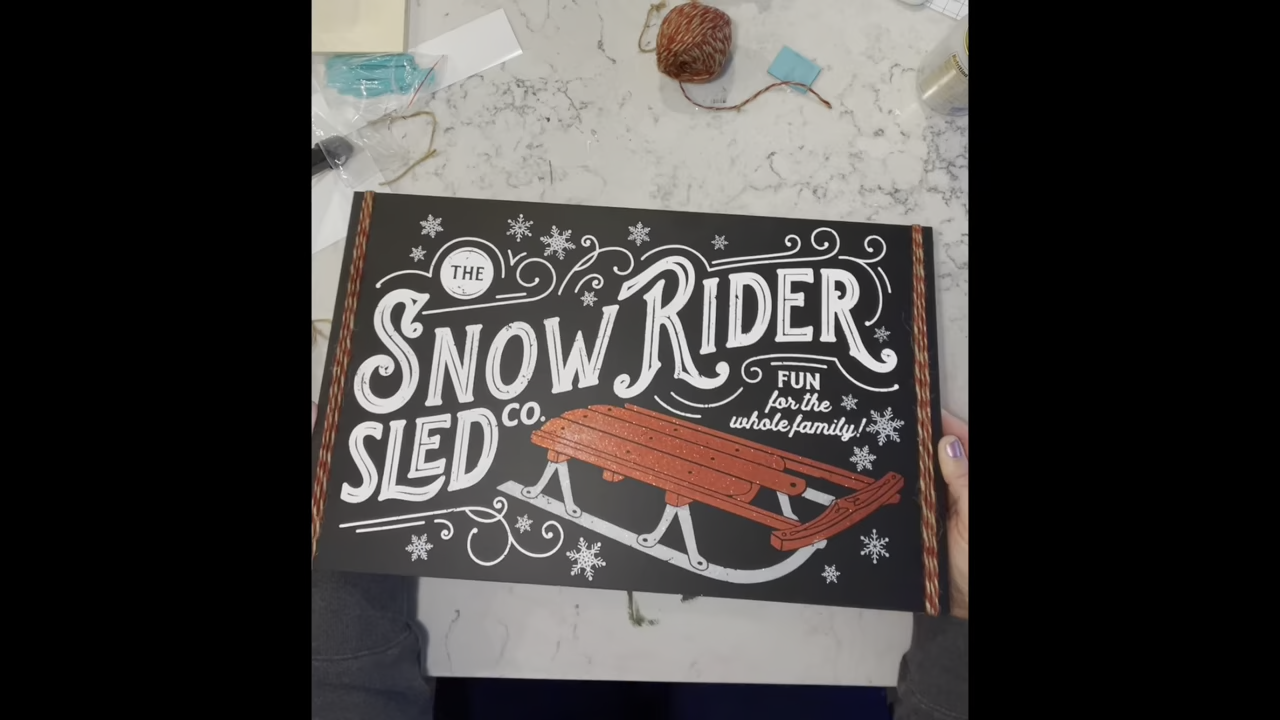 THE
SNOW RIDER
SLED CO.
FUN
for the
whole family!